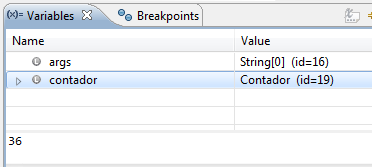 (x)= Variables Breakpoints
Name Value
args String[0] (id=16)
contador Contador (id=19)
36